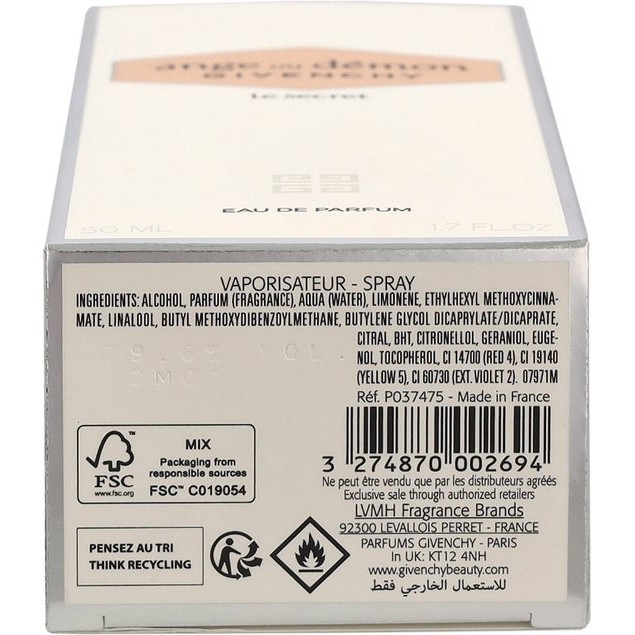 ange ou démon
GIVENCHY
le secret
EAU DE PARFUM
50 ML 1.7 FL.OZ
VAPORISATEUR - SPRAY
INGREDIENTS: ALCOHOL, PARFUM (FRAGRANCE), AQUA (WATER), LIMONENE, ETHYLHEXYL METHOXYCINNA-
MATE, LINALOOL, BUTYL METHOXYDIBENZOYLMETHANE, BUTYLENE GLYCOL DICAPRYLATE/DICAPRATE,
CITRAL, BHT, CITRONELLOL, GERANIOL, EUGE-
NOL, TOCOPHEROL, CI 14700 (RED 4), CI 19140
(YELLOW 5), CI 60730 (EXT. VIOLET 2). 07971M
Réf. P037475 - Made in France
3 274870 002694
Ne peut être vendu que par les distributeurs agréés
Exclusive sale through authorized retailers
LVMH Fragrance Brands
92300 LEVALLOIS PERRET - FRANCE
PARFUMS GIVENCHY - PARIS
In UK: KT12 4NH
www.givenchybeauty.com
للاستعمال الخارجي فقط
FSC
www.fsc.org
MIX
Packaging from
responsible sources
FSC™ C019054
PENSEZ AU TRI
THINK RECYCLING